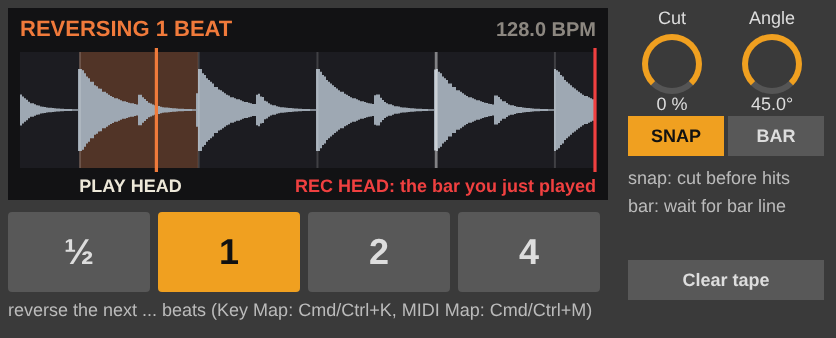 REVERSING 1 BEAT
128.0 BPM
PLAY HEAD
REC HEAD: the bar you just played
½
1
2
4
reverse the next ... beats (Key Map: Cmd/Ctrl+K, MIDI Map: Cmd/Ctrl+M)
Cut
Angle
0 %
45.0°
SNAP
BAR
snap: cut before hits
bar: wait for bar line
Clear tape